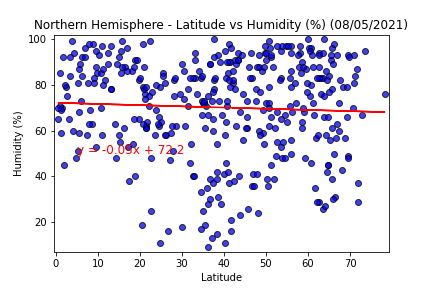 Northern Hemisphere - Latitude vs Humidity (%) (08/05/2021)
100
80
60
40
20
Humidity (%)
y = -0.05x + 72.2
0 10 20 30 40 50 60 70
Latitude